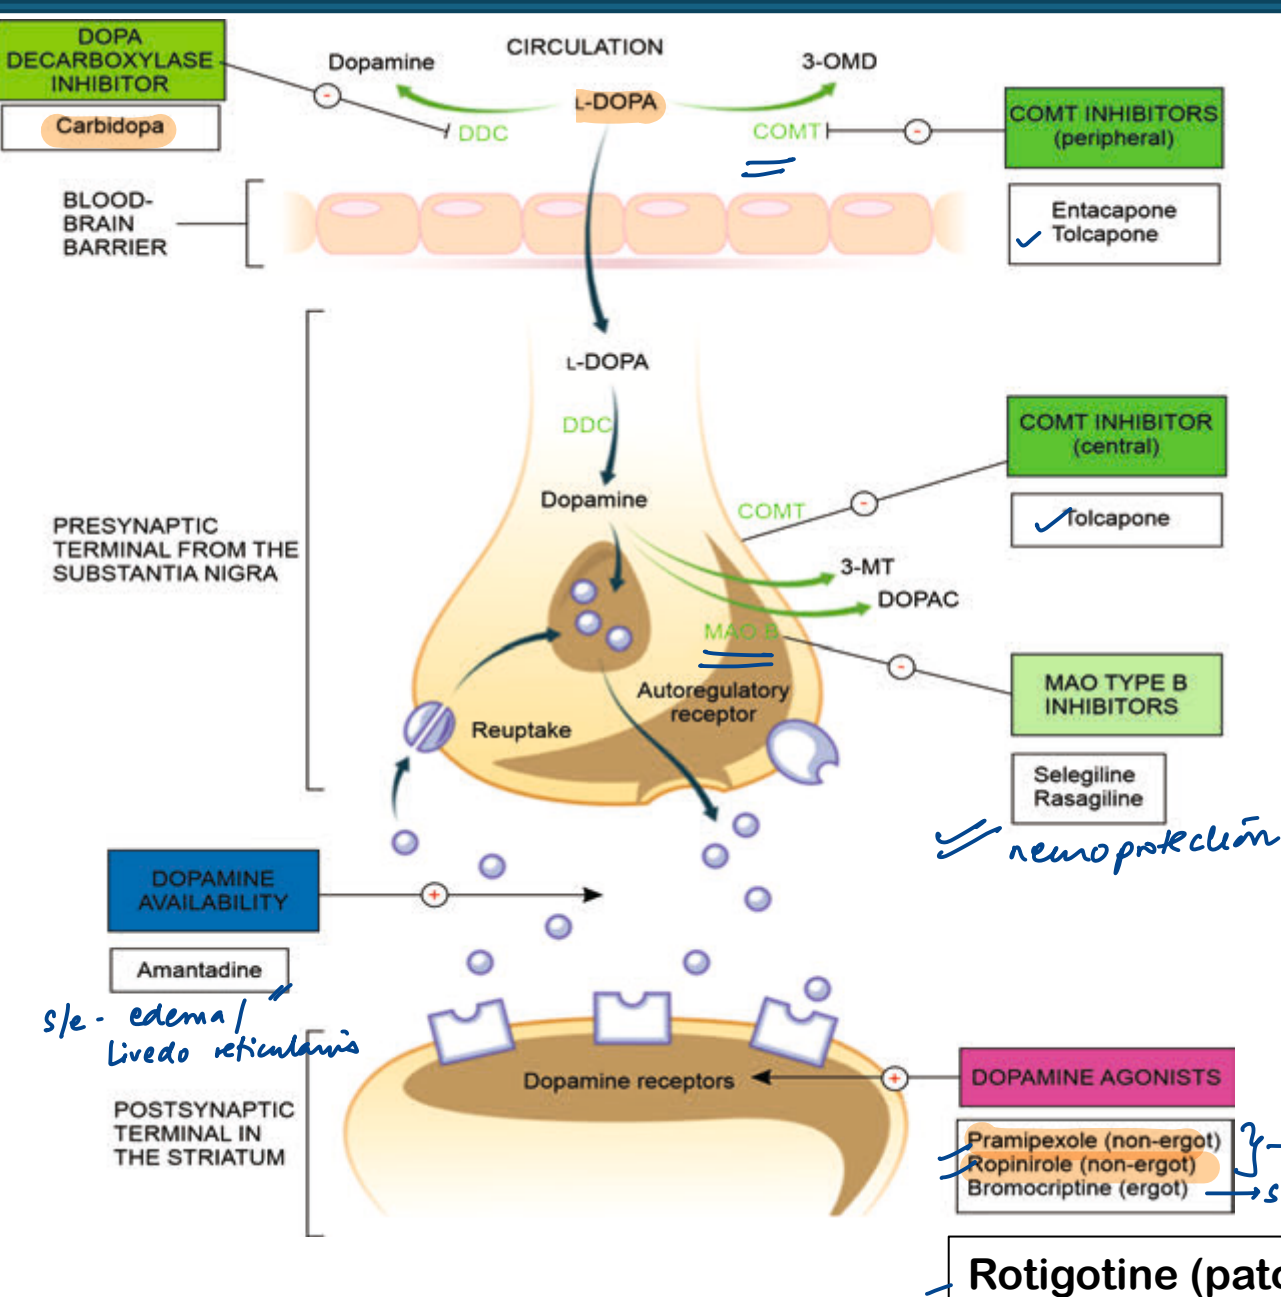 DOPA
DECARBOXYLASE
INHIBITOR
Carbidopa
Dopamine
CIRCULATION
3-OMD
L-DOPA
DDC
COMT
-
-
COMT INHIBITORS
(peripheral)
Entacapone
Tolcapone
BLOOD-
BRAIN
BARRIER
L-DOPA
DDC
Dopamine
COMT
-
COMT INHIBITOR
(central)
Tolcapone
PRESYNAPTIC
TERMINAL FROM THE
SUBSTANTIA NIGRA
3-MT
DOPAC
MAO B
-
MAO TYPE B
INHIBITORS
Selegiline
Rasagiline
neuroprotection
Autoregulatory
receptor
Reuptake
DOPAMINE
AVAILABILITY
+
Amantadine
s/e - edema/
Livedo reticularis
Dopamine receptors
+
DOPAMINE AGONISTS
Pramipexole (non-ergot)
Ropinirole (non-ergot)
Bromocriptine (ergot)
POSTSYNAPTIC
TERMINAL IN
THE STRIATUM
Rotigotine